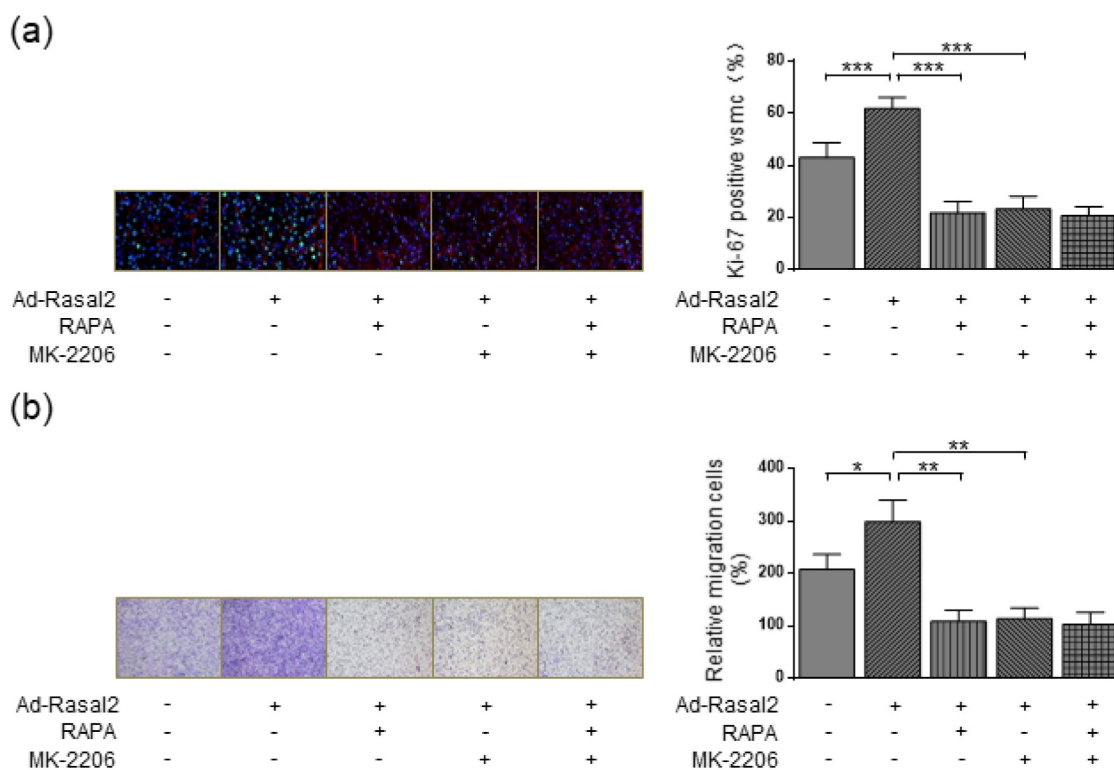 (a)
***
*** ***
Ki-67 positive vsmc (%)
80
60
40
20
0
Ad-Rasal2 - + + + +
RAPA - - + - +
MK-2206 - - - + +
Ad-Rasal2 - + + + +
RAPA - - + - +
MK-2206 - - - + +
(b)
**
* **
Relative migration cells
(%)
400
300
200
100
0
Ad-Rasal2 - + + + +
RAPA - - + - +
MK-2206 - - - + +
Ad-Rasal2 - + + + +
RAPA - - + - +
MK-2206 - - - + +